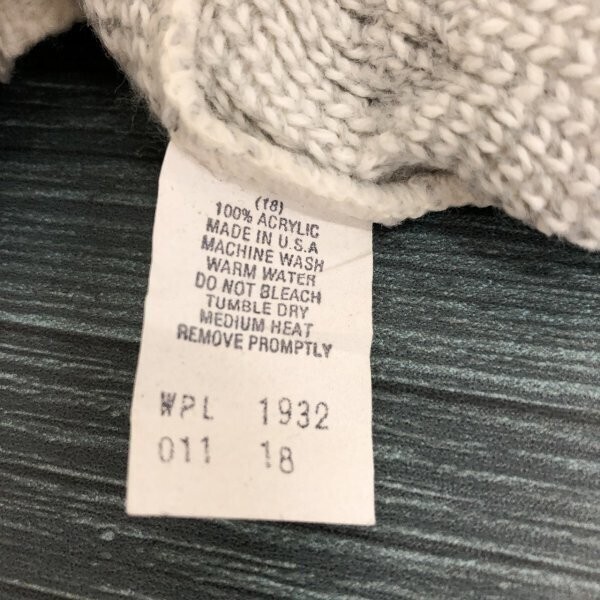 (18)
100% ACRYLIC
MADE IN U.S.A
MACHINE WASH
WARM WATER
DO NOT BLEACH
TUMBLE DRY
MEDIUM HEAT
REMOVE PROMPTLY
WPL 1932
011 18